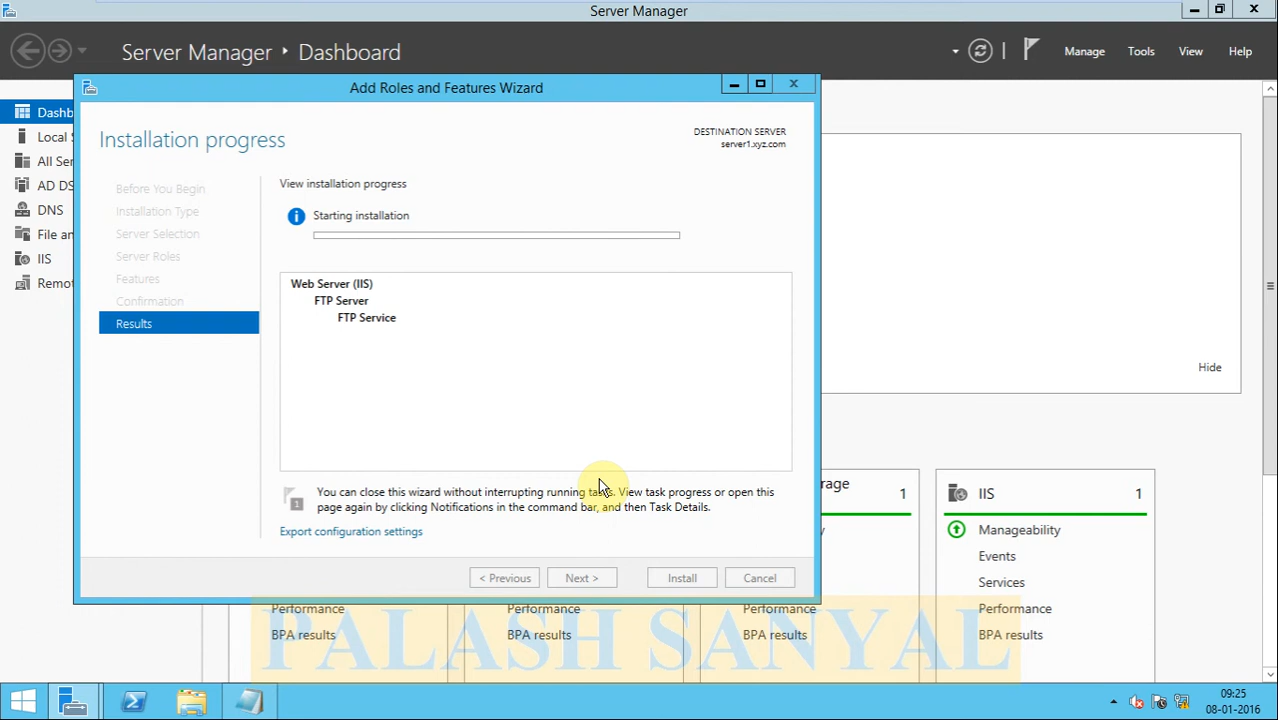 Server Manager
Server Manager ‣ Dashboard
Manage Tools View Help
Dashb
Local S
All Ser
AD DS
DNS
File an
IIS
Remot
Add Roles and Features Wizard
Installation progress
DESTINATION SERVER
server1.xyz.com
Before You Begin
Installation Type
Server Selection
Server Roles
Features
Confirmation
Results
View installation progress
Starting installation
Web Server (IIS)
FTP Server
FTP Service
1
You can close this wizard without interrupting running tasks. View task progress or open this
page again by clicking Notifications in the command bar, and then Task Details.
Export configuration settings
< Previous Next > Install Cancel
Hide
rage 1
y
IIS 1
Manageability
Events
Services
Performance Performance Performance Performance
BPA results BPA results BPA results BPA results
PALASH SANYAL
09:25
08-01-2016